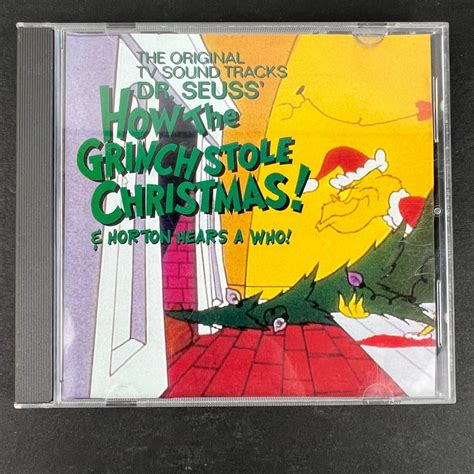 THE ORIGINAL
TV SOUND TRACKS
DR. SEUSS'
HOW the
GRINCH STOLE
CHRISTMAS!
& HORTON HEARS A WHO!